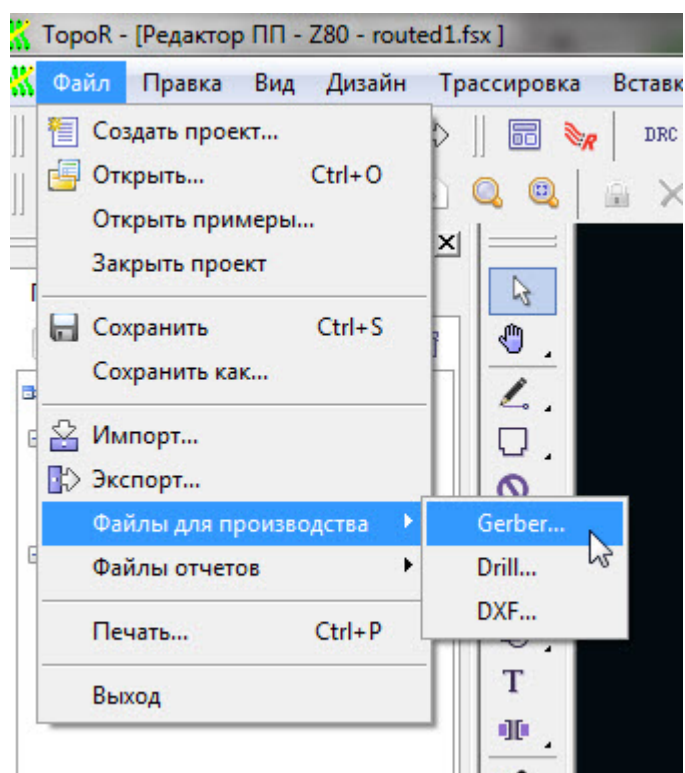 TopoR - [Редактор ПП - Z80 - routed1.fsx ]
Файл Правка Вид Дизайн Трассировка
Создать проект...
R DRC
Открыть... Ctrl+O
Открыть примеры...
Закрыть проект
Сохранить Ctrl+S
Сохранить как...
Импорт...
Экспорт...
Файлы для производства Gerber...
Файлы отчетов Drill...
DXF...
Печать... Ctrl+P
T
Выход